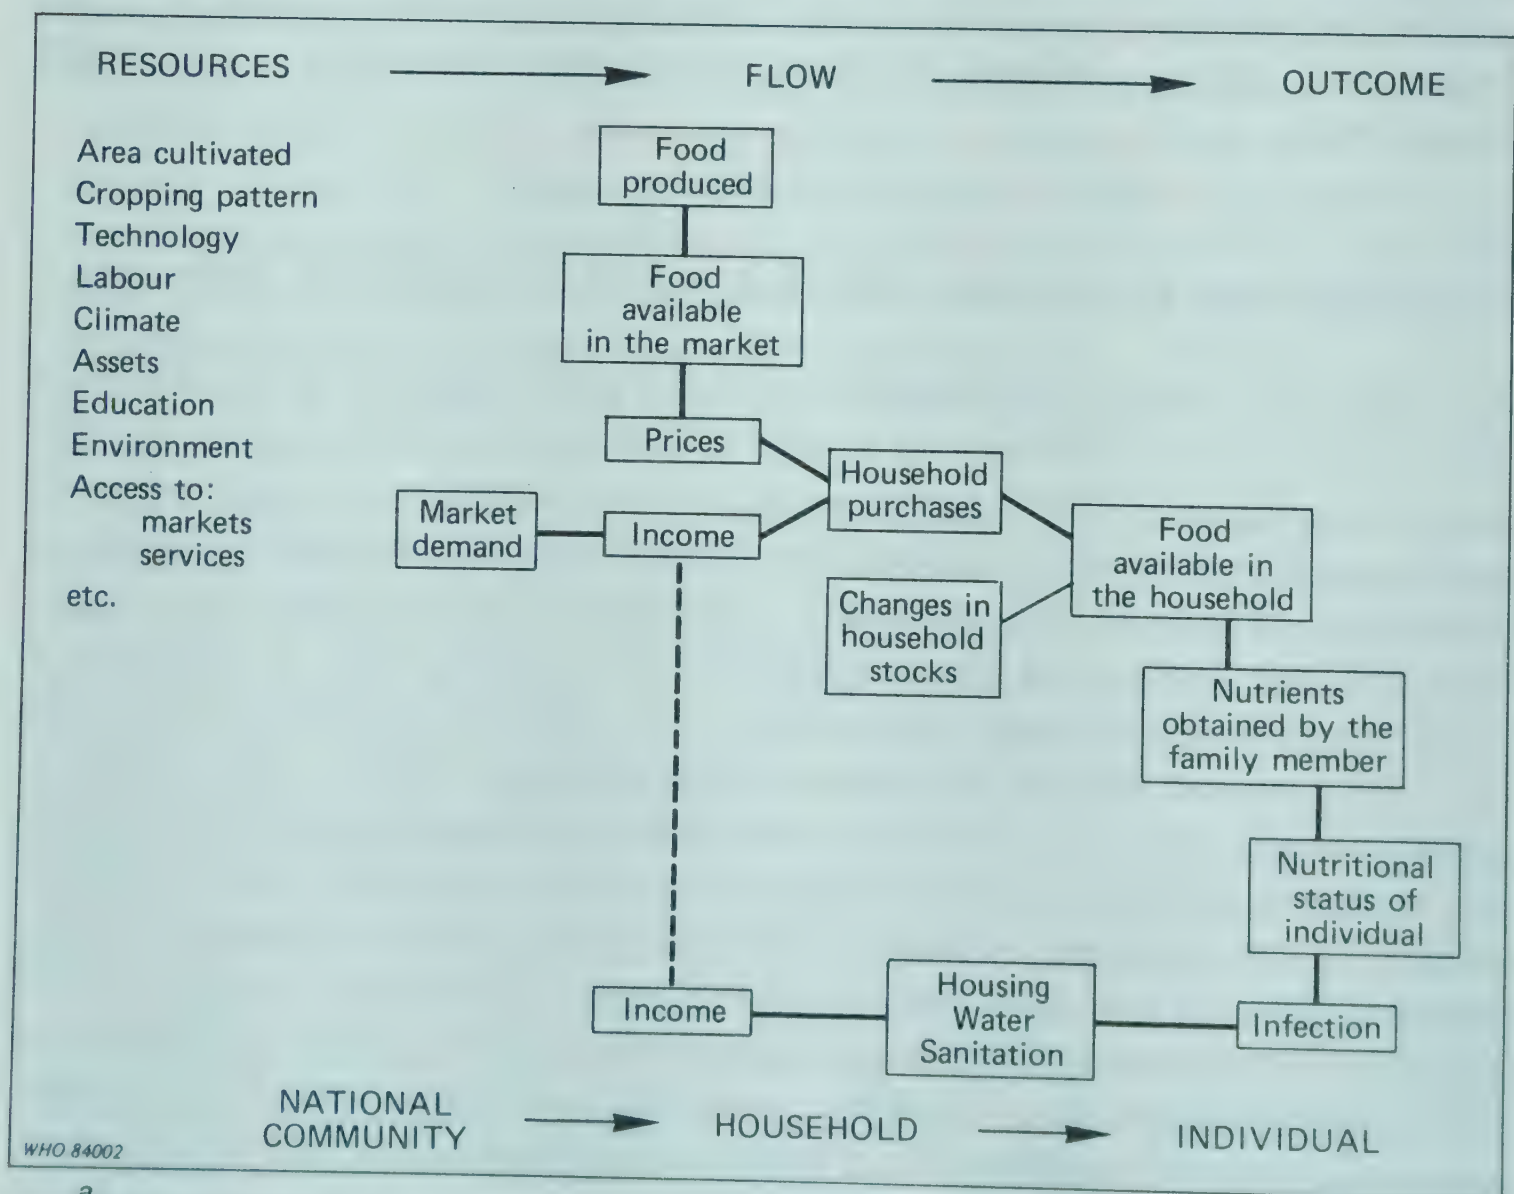 RESOURCES
FLOW
OUTCOME
Area cultivated
Cropping pattern
Technology
Labour
Climate
Assets
Education
Environment
Access to:
markets
services
etc.
Food
produced
Food
available
in the market
Prices
Market
demand
Income
Household
purchases
Changes in
household
stocks
Food
available in
the household
Nutrients
obtained by the
family member
Nutritional
status of
individual
Income
Housing
Water
Sanitation
Infection
NATIONAL
COMMUNITY
HOUSEHOLD
INDIVIDUAL
WHO 84002
a